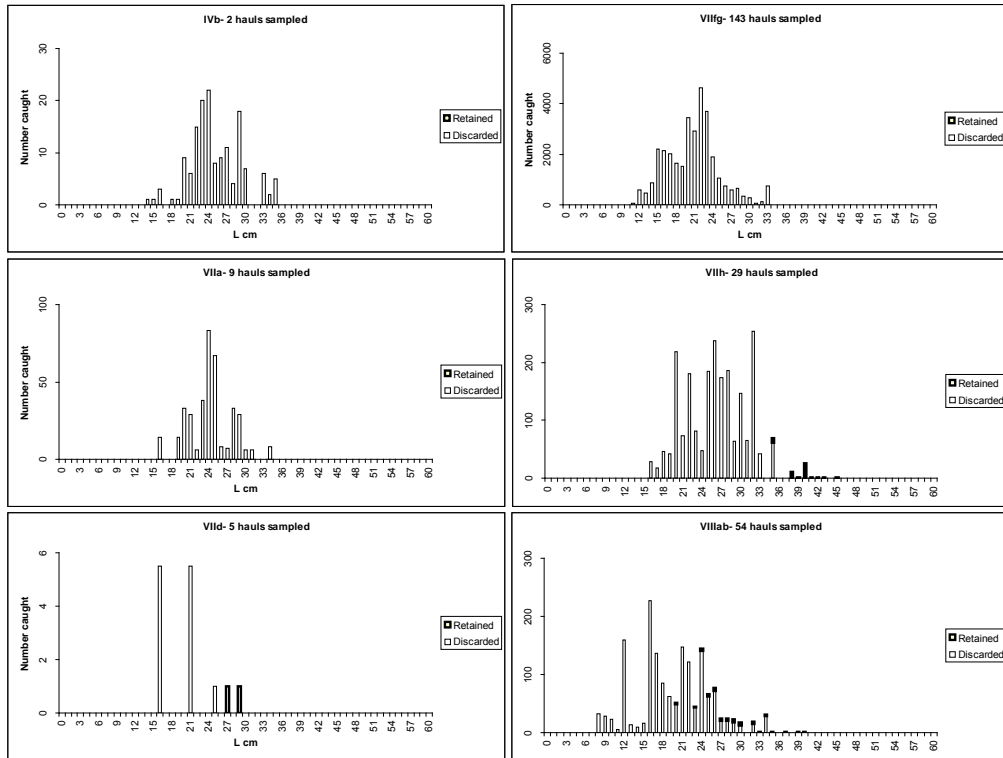 IVb- 2 hauls sampled
Number caught
30
20
10
0
0 3 6 9 12 15 18 21 24 27 30 33 36 39 42 45 48 51 54 57 60
L cm
Retained
Discarded
VIIfg- 143 hauls sampled
Number caught
6000
4000
2000
0
0 3 6 9 12 15 18 21 24 27 30 33 36 39 42 45 48 51 54 57 60
L cm
Retained
Discarded
VIIa- 9 hauls sampled
Number caught
100
50
0
0 3 6 9 12 15 18 21 24 27 30 33 36 39 42 45 48 51 54 57 60
Retained
Discarded
VIIh- 29 hauls sampled
300
200
100
0
0 3 6 9 12 15 18 21 24 27 30 33 36 39 42 45 48 51 54 57 60
Retained
Discarded
VIId- 5 hauls sampled
Number caught
6
4
2
0
0 3 6 9 12 15 18 21 24 27 30 33 36 39 42 45 48 51 54 57 60
L cm
Retained
Discarded
VIIIab- 54 hauls sampled
300
200
100
0
0 3 6 9 12 15 18 21 24 27 30 33 36 39 42 45 48 51 54 57 60
Retained
Discarded